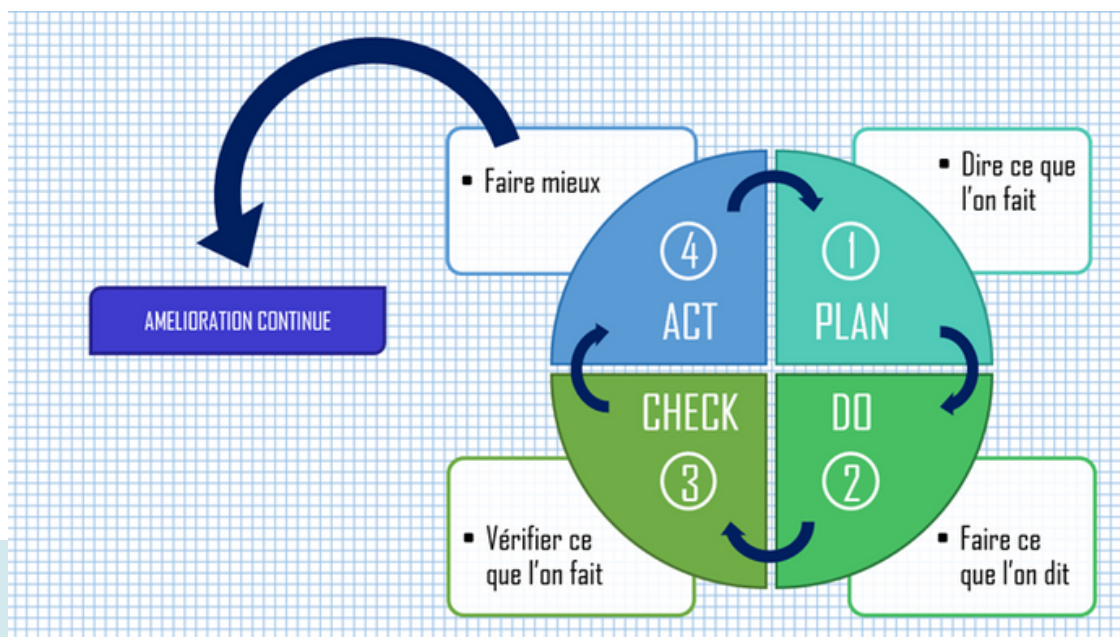 ▪ Faire mieux
▪ Dire ce que
l'on fait
4
ACT
1
PLAN
AMELIORATION CONTINUE
CHECK
3
DO
2
▪ Vérifier ce
que l'on fait
▪ Faire ce
que l'on dit